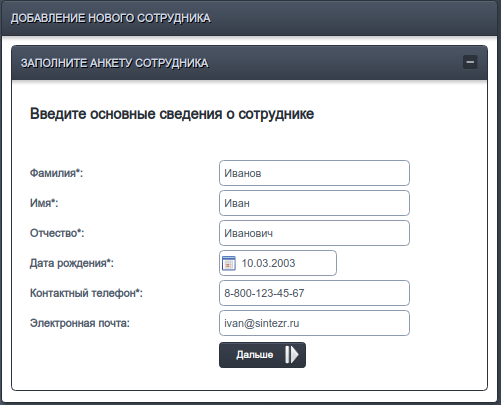 ДОБАВЛЕНИЕ НОВОГО СОТРУДНИКА
ЗАПОЛНИТЕ АНКЕТУ СОТРУДНИКА
Введите основные сведения о сотруднике
Фамилия*: Иванов
Имя*: Иван
Отчество*: Иванович
Дата рождения*: 10.03.2003
Контактный телефон*: 8-800-123-45-67
Электронная почта: ivan@sintezr.ru
Дальше